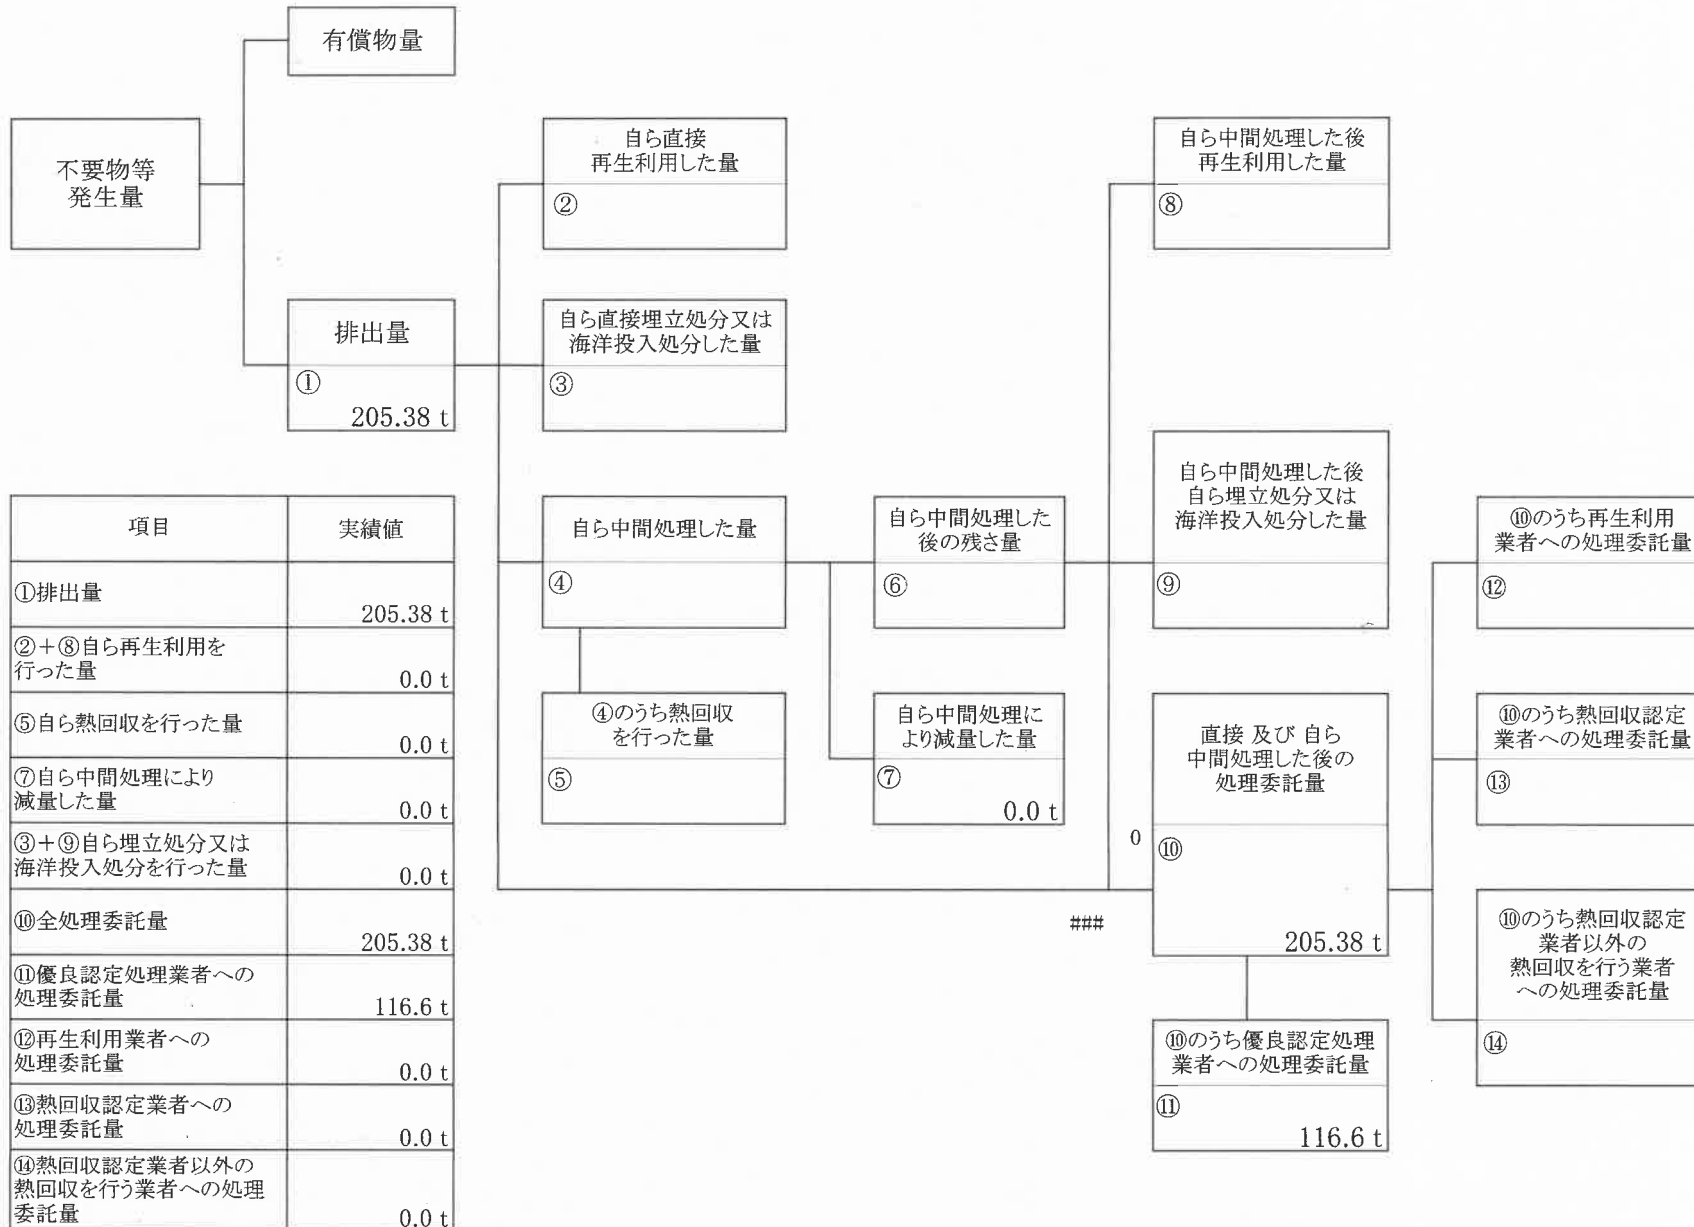 有償物量
不要物等
発生量
自ら直接
再生利用した量
②
自ら中間処理した後
再生利用した量
⑧
排出量
①
205.38 t
自ら直接埋立処分又は
海洋投入処分した量
③
自ら中間処理した量
④
自ら中間処理した
後の残さ量
⑥
自ら中間処理した後
自ら埋立処分又は
海洋投入処分した量
⑨
⑩のうち再生利用
業者への処理委託量
⑫
④のうち熱回収
を行った量
⑤
自ら中間処理に
より減量した量
⑦
0.0 t
直接 及び 自ら
中間処理した後の
処理委託量
0
⑩
205.38 t
###
⑩のうち熱回収認定
業者への処理委託量
⑬
⑩のうち熱回収認定
業者以外の
熱回収を行う業者
への処理委託量
⑭
⑩のうち優良認定処理
業者への処理委託量
⑪
116.6 t
項目 実績値
①排出量
205.38 t
②+⑧自ら再生利用を
行った量
0.0 t
⑤自ら熱回収を行った量
0.0 t
⑦自ら中間処理により
減量した量
0.0 t
③+⑨自ら埋立処分又は
海洋投入処分を行った量
0.0 t
⑩全処理委託量
205.38 t
⑪優良認定処理業者への
処理委託量
116.6 t
⑫再生利用業者への
処理委託量
0.0 t
⑬熱回収認定業者への
処理委託量
0.0 t
⑭熱回収認定業者以外の
熱回収を行う業者への処理
委託量
0.0 t